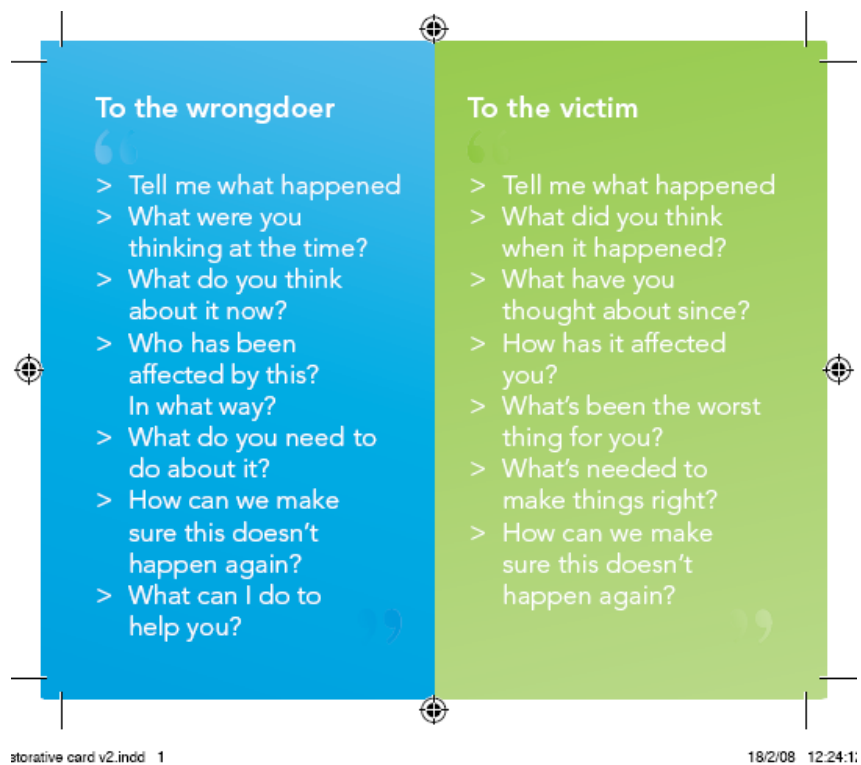 To the wrongdoer
“
> Tell me what happened
> What were you
thinking at the time?
> What do you think
about it now?
> Who has been
affected by this?
In what way?
> What do you need to
do about it?
> How can we make
sure this doesn’t
happen again?
> What can I do to
help you?
”
To the victim
“
> Tell me what happened
> What did you think
when it happened?
> What have you
thought about since?
> How has it affected
you?
> What’s been the worst
thing for you?
> What’s needed to
make things right?
> How can we make
sure this doesn’t
happen again?
”
storative card v2.indd 1
18/2/08 12:24:1